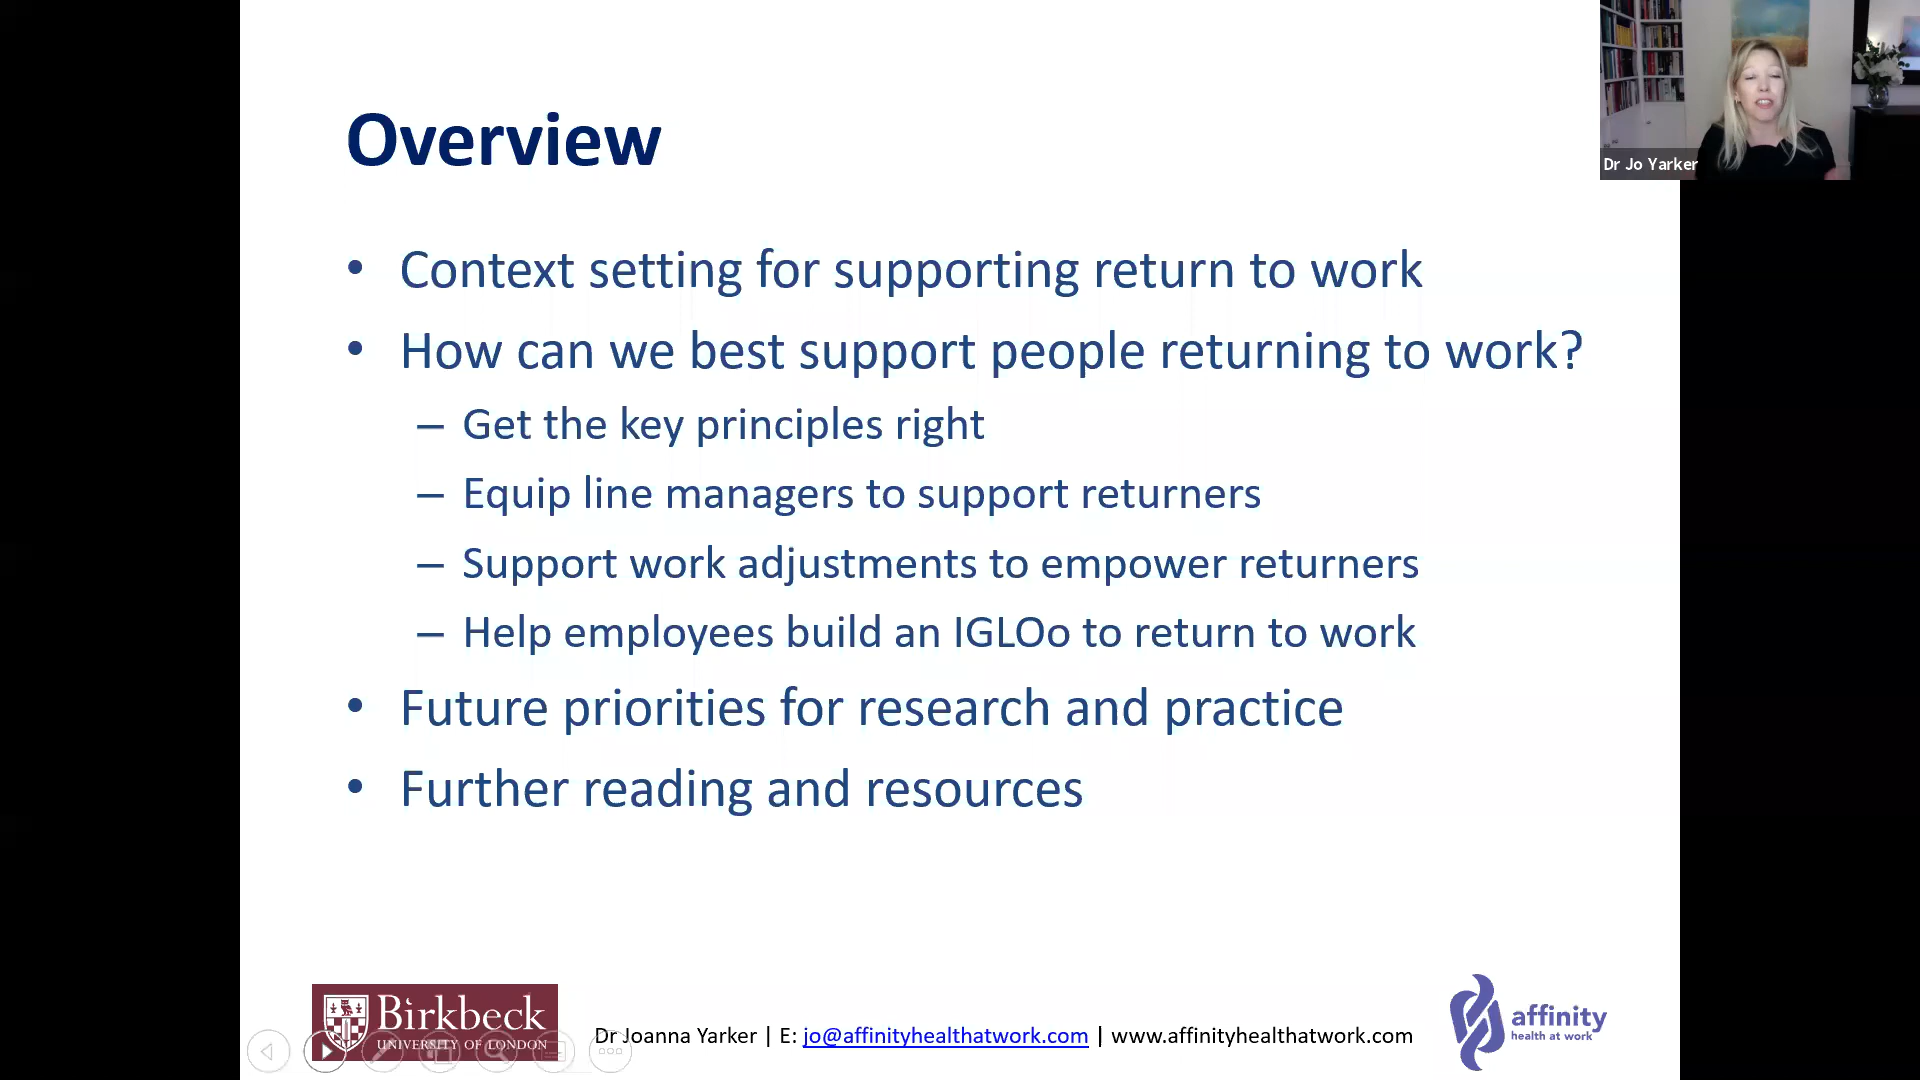 Overview
• Context setting for supporting return to work
• How can we best support people returning to work?
– Get the key principles right
– Equip line managers to support returners
– Support work adjustments to empower returners
– Help employees build an IGLOo to return to work
• Future priorities for research and practice
• Further reading and resources
Dr Jo Yarker
Birkbeck
UNIVERSITY OF LONDON
Dr Joanna Yarker | E: jo@affinityhealthatwork.com | www.affinityhealthatwork.com
affinity
health at work